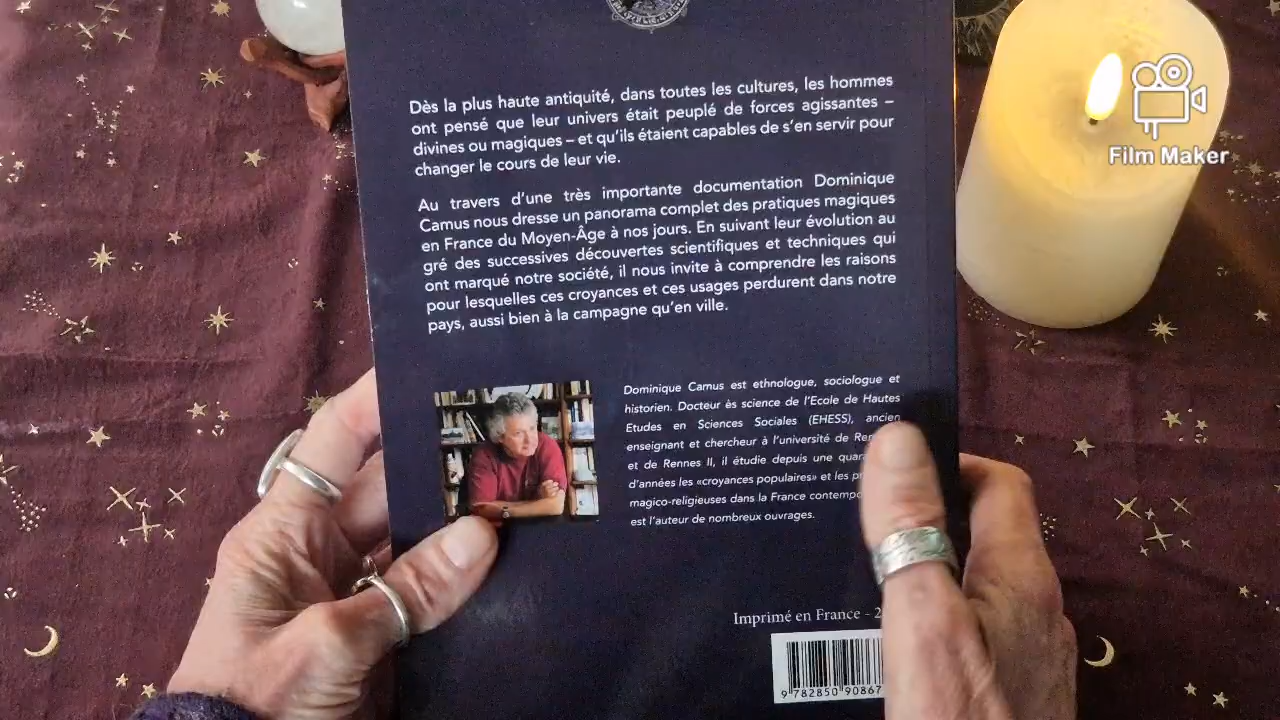 Film Maker
Dès la plus haute antiquité, dans toutes les cultures, les hommes
ont pensé que leur univers était peuplé de forces agissantes –
divines ou magiques – et qu'ils étaient capables de s'en servir pour
changer le cours de leur vie.
Au travers d'une très importante documentation Dominique
Camus nous dresse un panorama complet des pratiques magiques
en France du Moyen-Âge à nos jours. En suivant leur évolution au
gré des successives découvertes scientifiques et techniques qui
ont marqué notre société, il nous invite à comprendre les raisons
pour lesquelles ces croyances et ces usages perdurent dans notre
pays, aussi bien à la campagne qu'en ville.
Dominique Camus est ethnologue, sociologue et
historien. Docteur ès science de l'Ecole de Hautes
Etudes en Sciences Sociales (EHESS), ancien
enseignant et chercheur à l'université de
et de Rennes II, il étudie depuis une
d'années les «croyances populaires» et les
magico-religieuses dans la France
est l'auteur de nombreux ouvrages.
Imprimé en France -
9 782850 90867